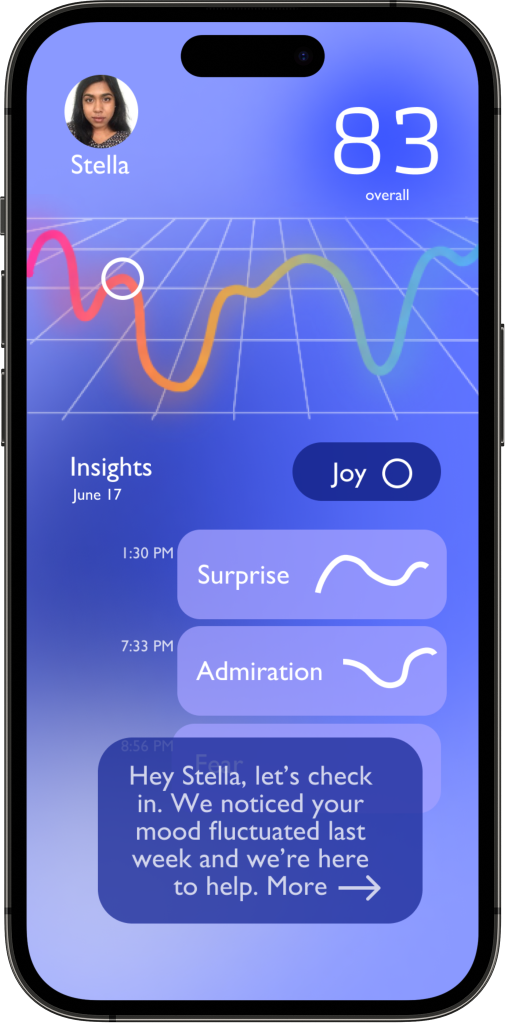 Stella
83
overall
Insights
June 17
Joy
1:30 PM
Surprise
7:33 PM
Admiration
8:56 PM
Fear
Hey Stella, let’s check
in. We noticed your
mood fluctuated last
week and we’re here
to help. More